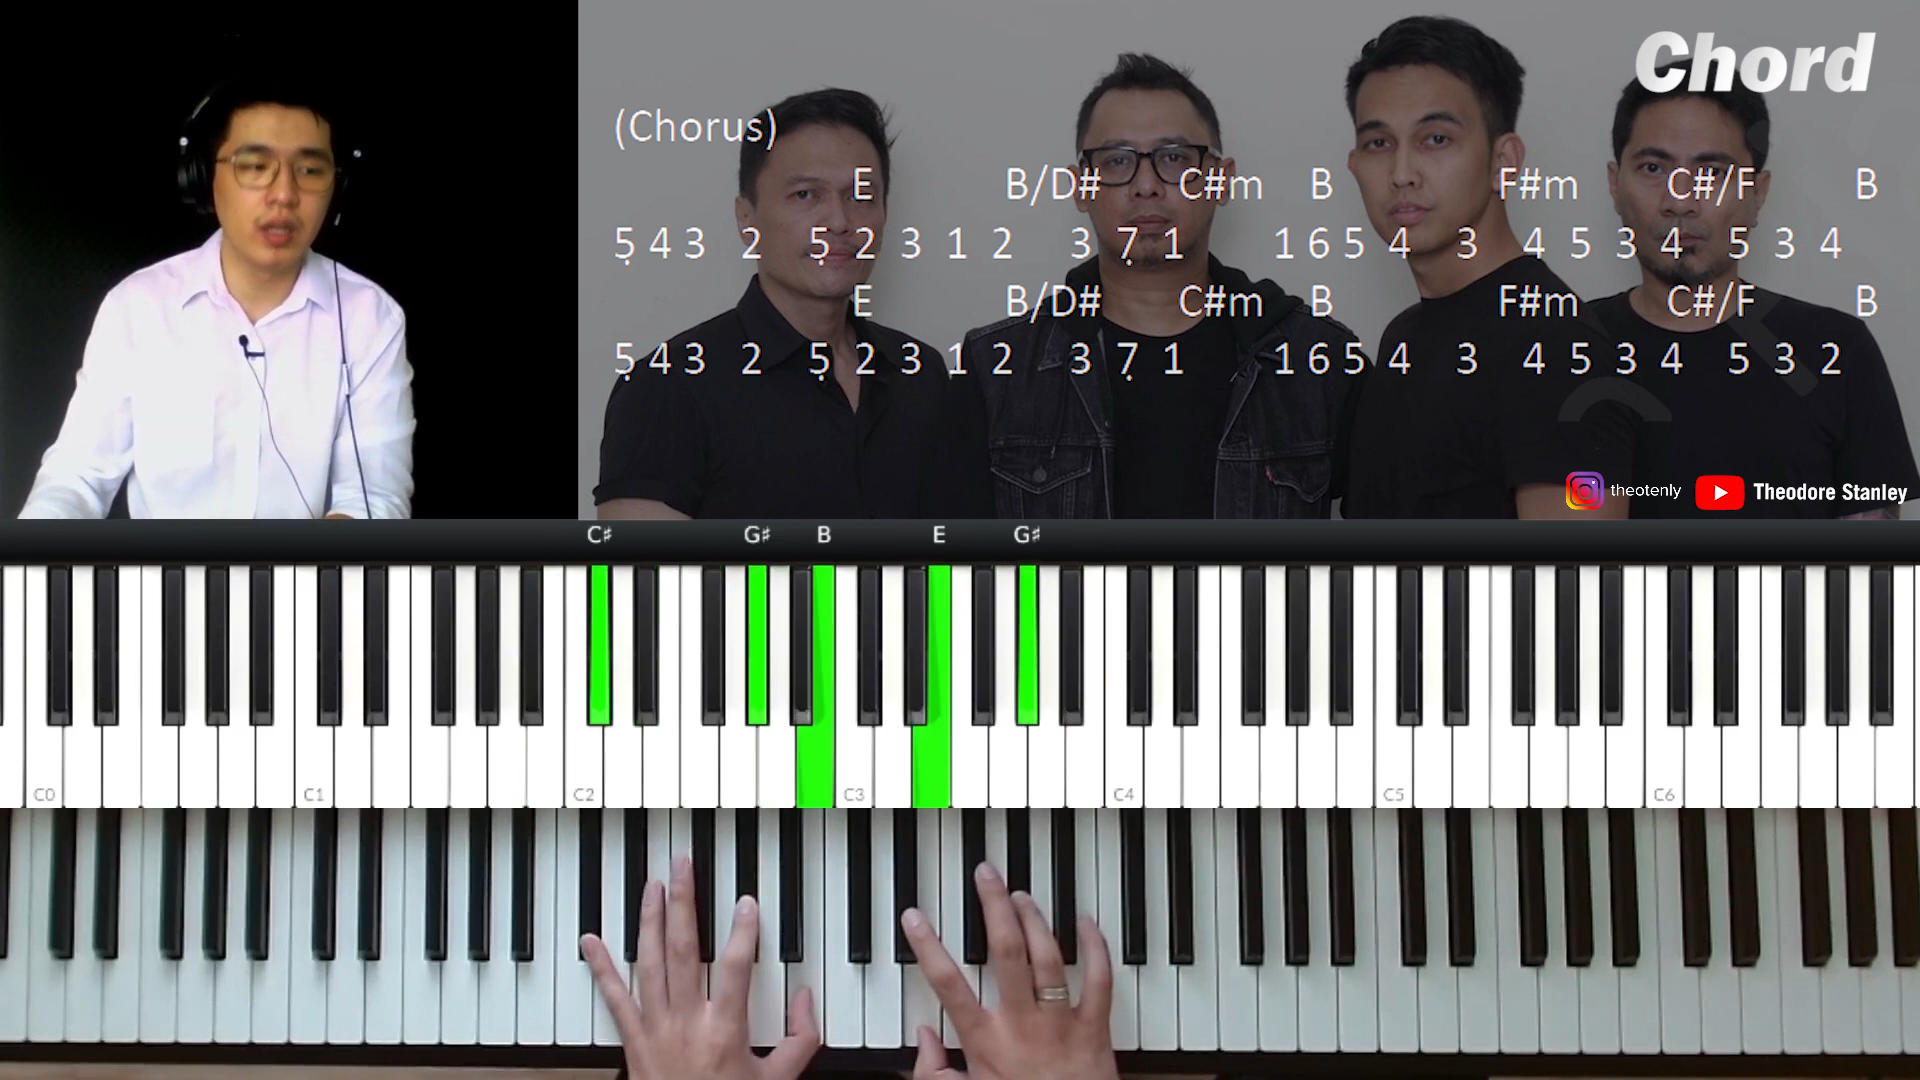 Chord
(Chorus)
E B/D# C#m B F#m C#/F B
5̣ 4 3 2 5̣ 2 3 1 2 3 7̣ 1 1 6 5 4 3 4 5 3 4 5 3 4
E B/D# C#m B F#m C#/F B
5̣ 4 3 2 5̣ 2 3 1 2 3 7̣ 1 1 6 5 4 3 4 5 3 4 5 3 2
theotenly Theodore Stanley
C♯ G♯ B E G♯
C0 C1 C2 C3 C4 C5 C6